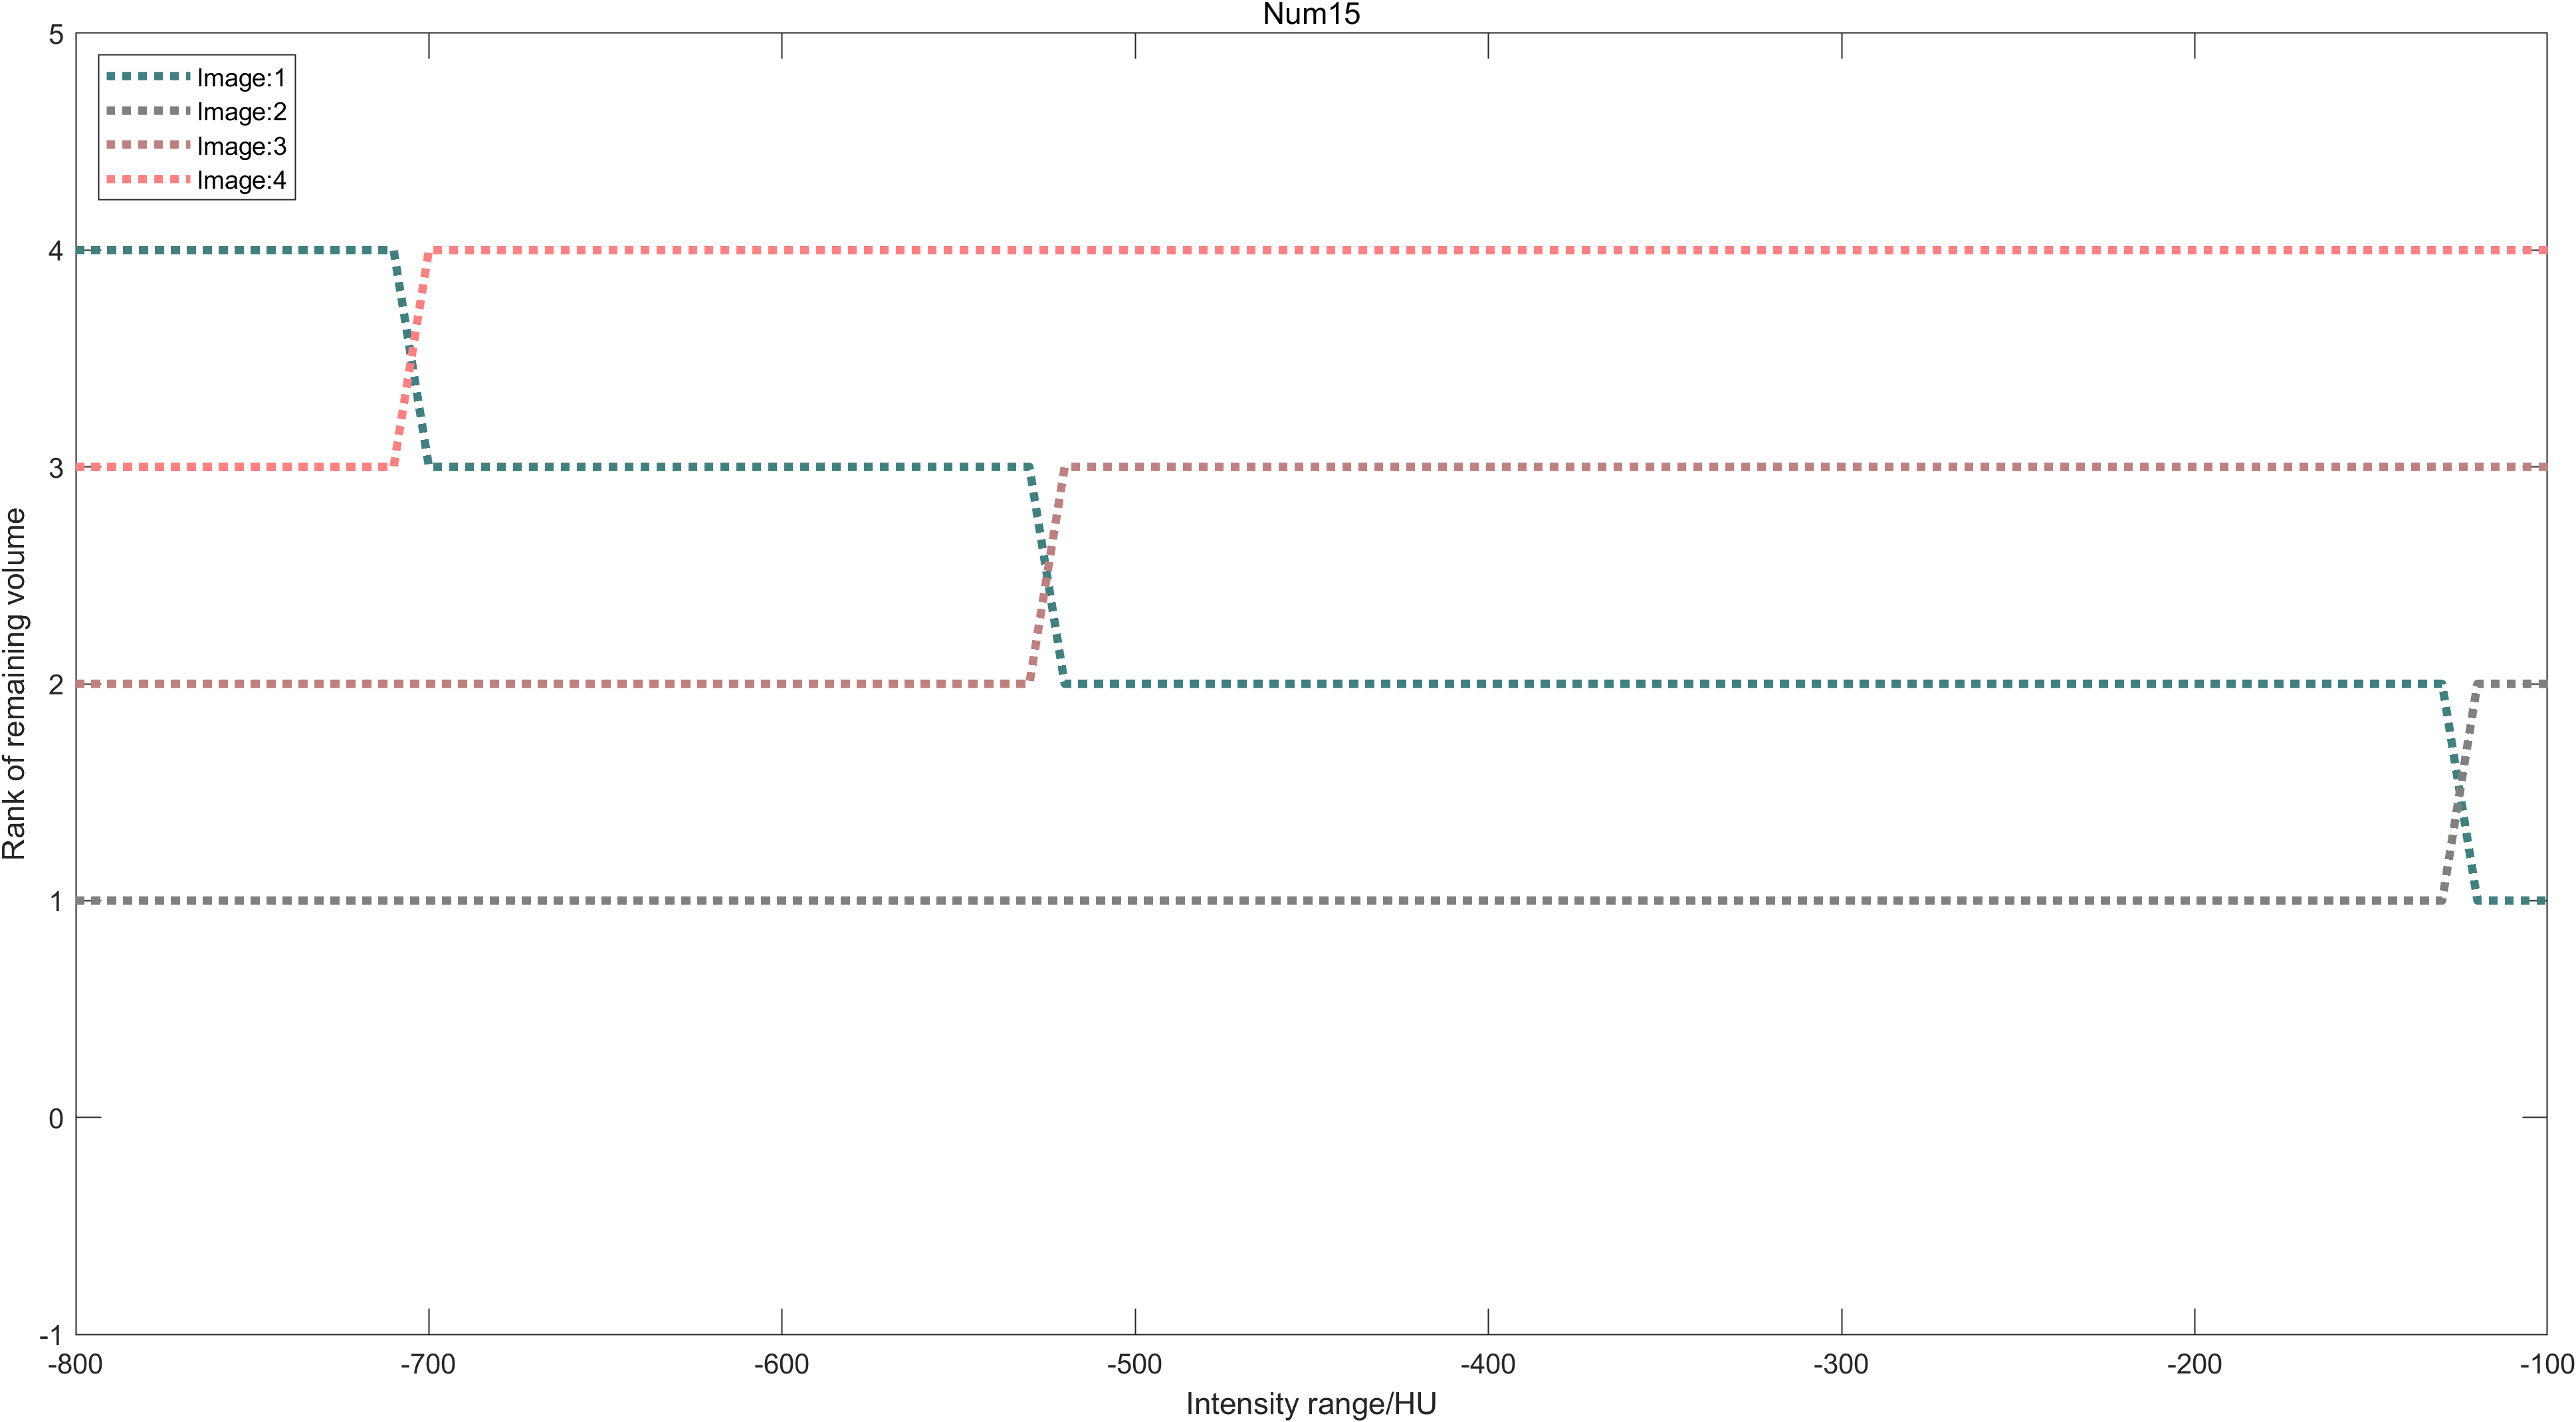 Num15
5
Image:1
Image:2
Image:3
Image:4
4
3
2
1
0
-1
Rank of remaining volume
-800 -700 -600 -500 -400 -300 -200 -100
Intensity range/HU